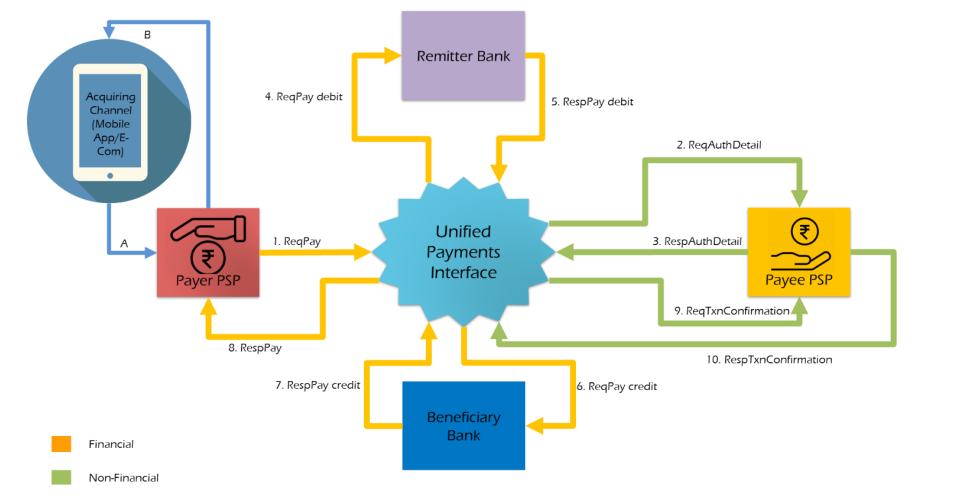 B
Acquiring
Channel
(Mobile
App/E-
Com)
A
₹
Payer PSP
1. ReqPay
8. RespPay
4. ReqPay debit
Remitter Bank
5. RespPay debit
Unified
Payments
Interface
2. ReqAuthDetail
3. RespAuthDetail
₹
Payee PSP
9. ReqTxnConfirmation
10. RespTxnConfirmation
7. RespPay credit
6. ReqPay credit
Beneficiary
Bank
Financial
Non-Financial